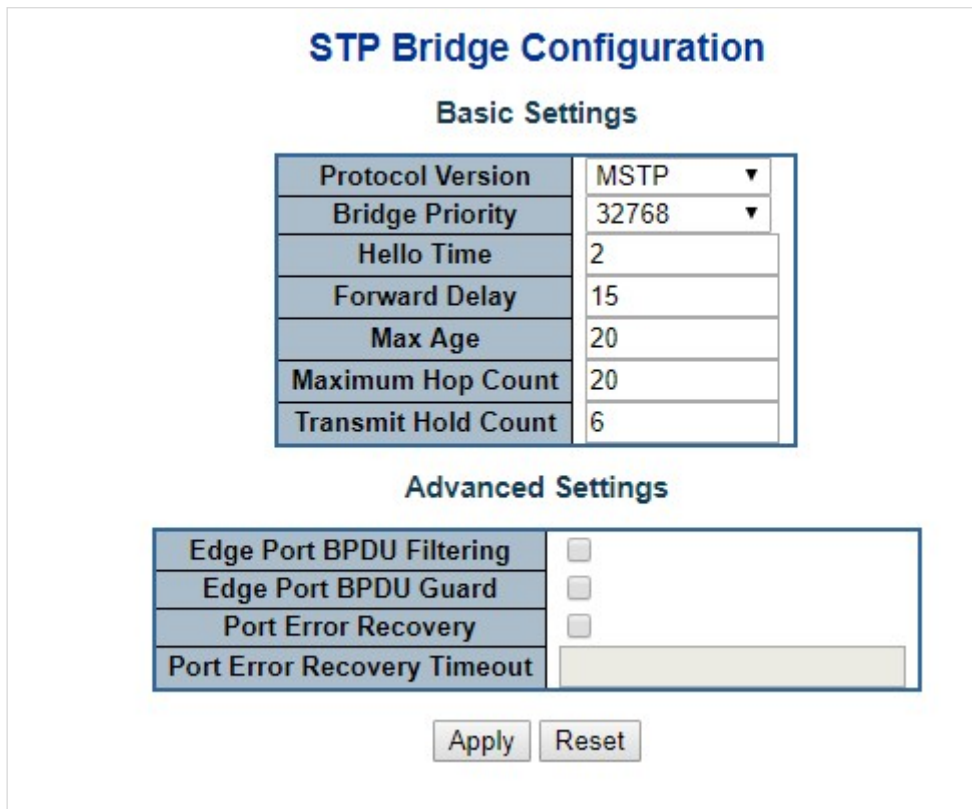 STP Bridge Configuration
Basic Settings
Protocol Version MSTP
Bridge Priority 32768
Hello Time 2
Forward Delay 15
Max Age 20
Maximum Hop Count 20
Transmit Hold Count 6
Advanced Settings
Edge Port BPDU Filtering
Edge Port BPDU Guard
Port Error Recovery
Port Error Recovery Timeout
Apply Reset